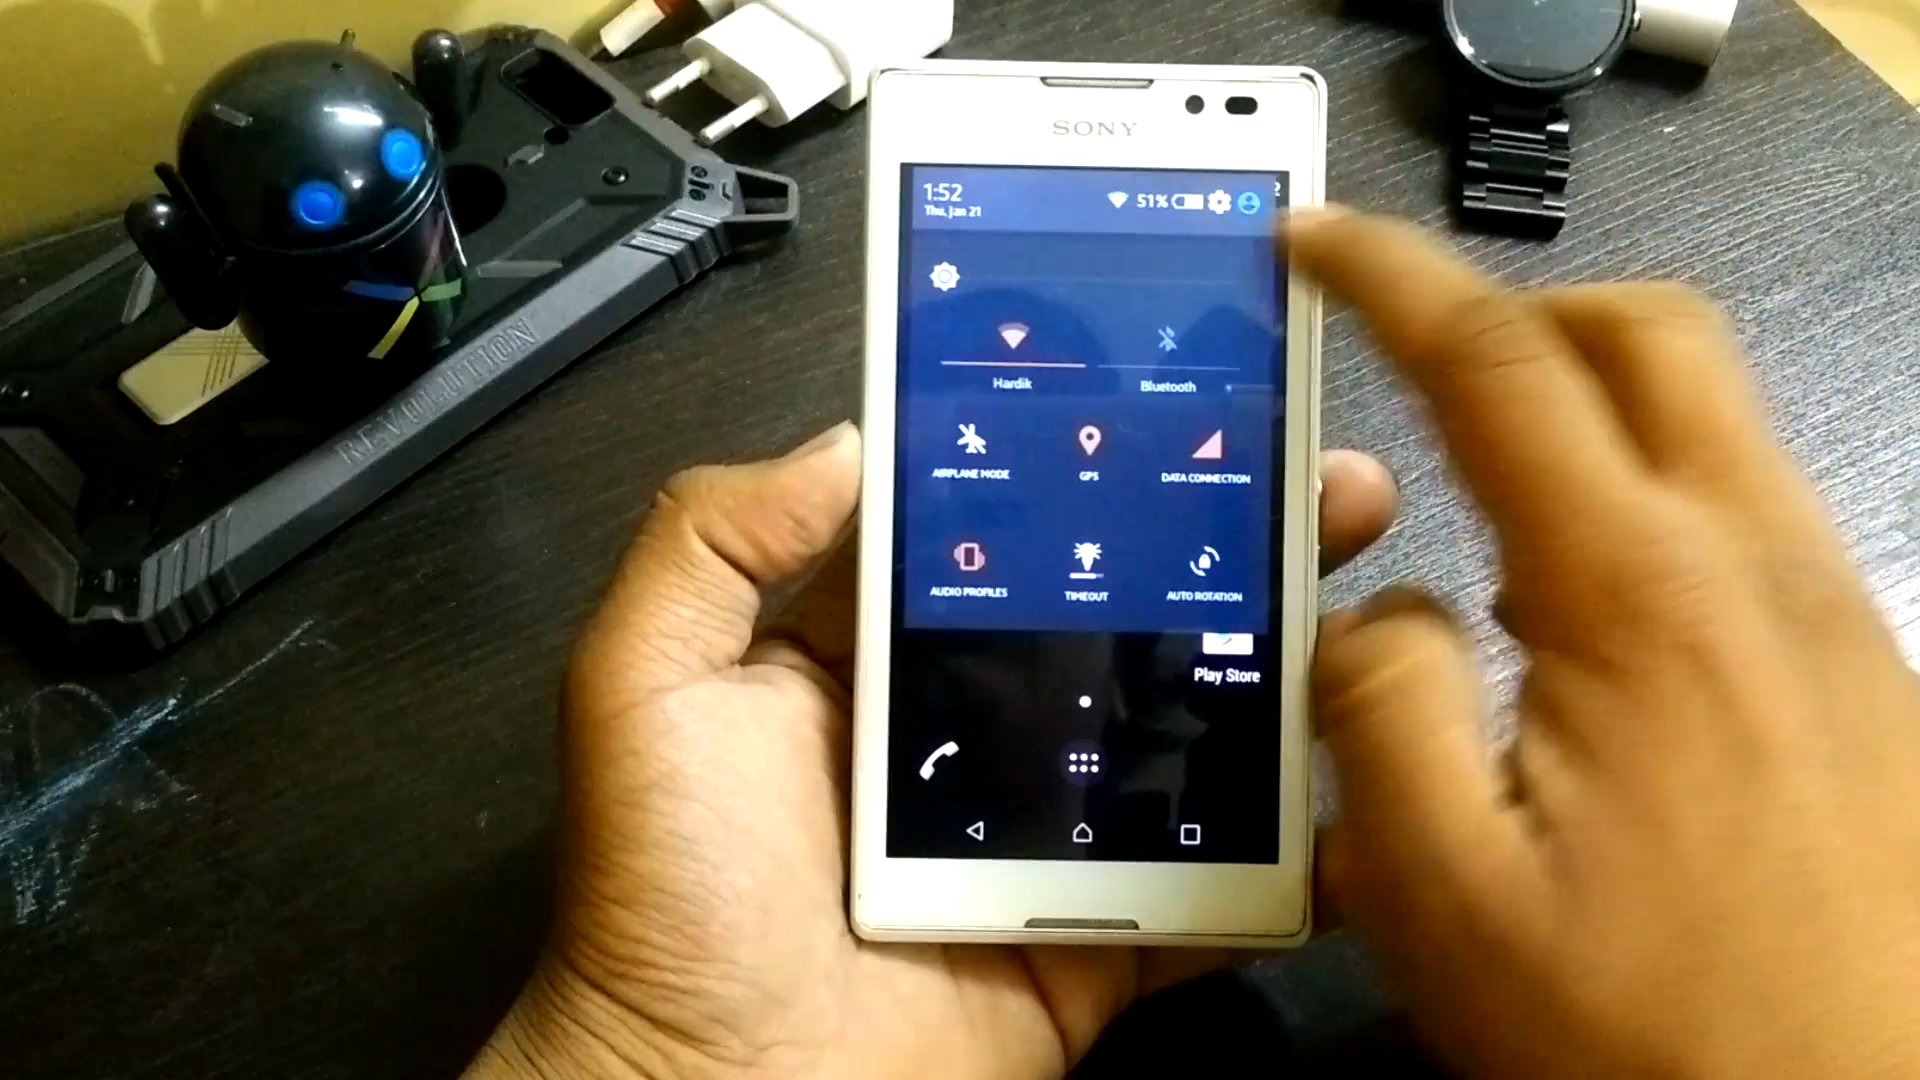 SONY
1:52
Thu, Jan 21
51%
2
Hardik
Bluetooth
AIRPLANE MODE
GPS
DATA CONNECTION
AUDIO PROFILES
TIMEOUT
AUTO ROTATION
Play Store
REVOLUTION